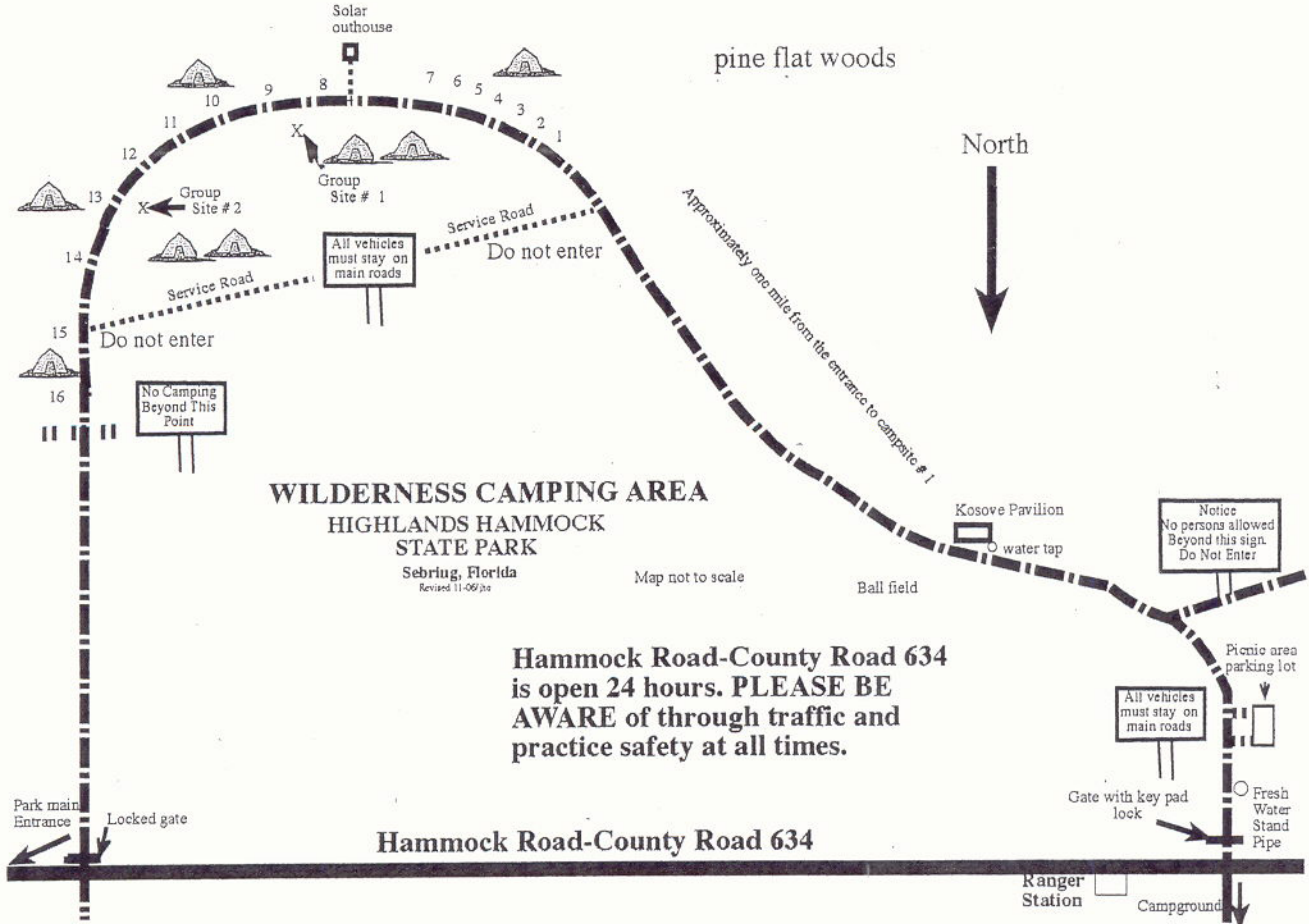 Solar
outhouse
pine flat woods
North
8
9
10
11
12
13
14
15
16
7
6
5
4
3
2
1
Group
Site # 1
Group
Site # 2
Service Road
Do not enter
All vehicles
must stay on
main roads
Service Road
Do not enter
No Camping
Beyond This
Point
X
X
Approximately one mile from the entrance to campsite # 1
WILDERNESS CAMPING AREA
HIGHLANDS HAMMOCK
STATE PARK
Sebriug, Florida
Revised 11-06/jha
Map not to scale
Ball field
Kosove Pavilion
water tap
Notice
No persons allowed
Beyond this sign.
Do Not Enter
Hammock Road-County Road 634
is open 24 hours. PLEASE BE
AWARE of through traffic and
practice safety at all times.
Picnic area
parking lot
All vehicles
must stay on
main roads
Gate with key pad
lock
Fresh
Water
Stand
Pipe
Park main
Entrance
Locked gate
Hammock Road-County Road 634
Ranger
Station
Campground